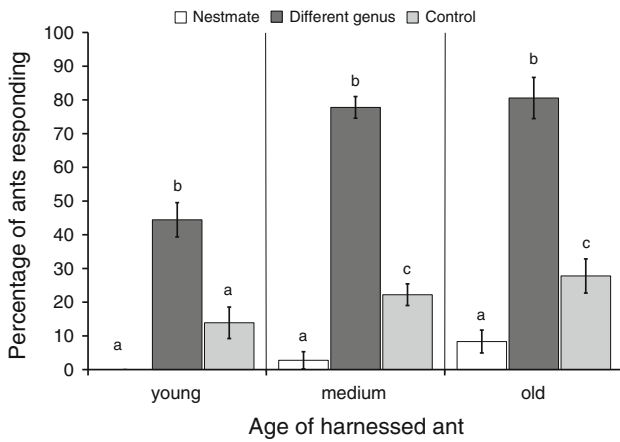 Nestmate Different genus Control
Percentage of ants responding
100
90
80
70
60
50
40
30
20
10
0
a b a
a b c
a b c
young medium old
Age of harnessed ant